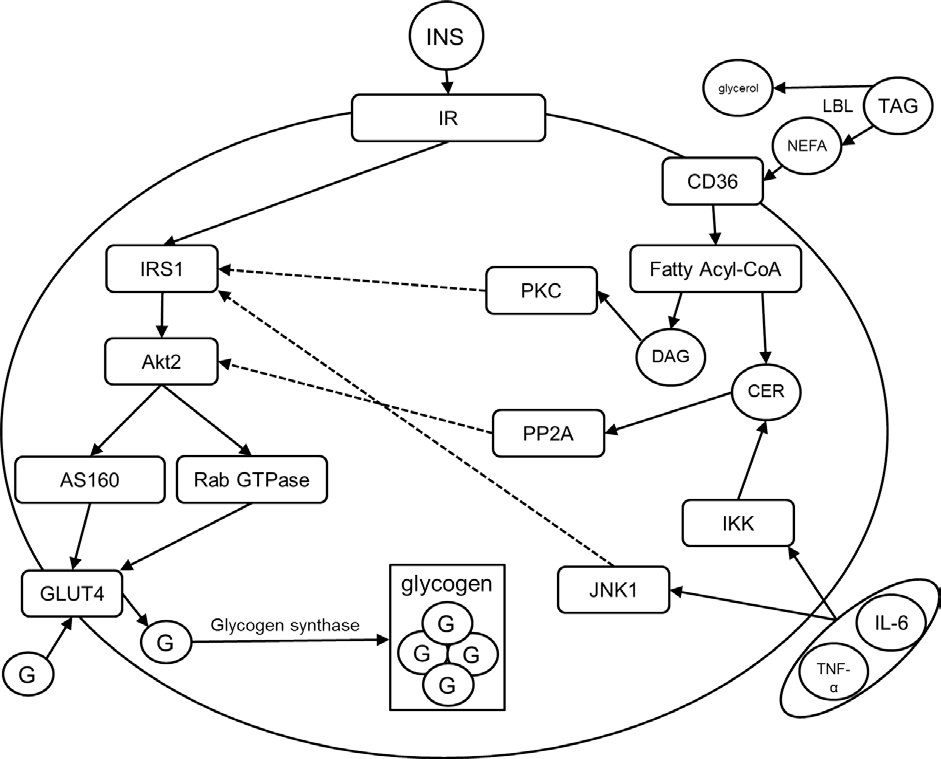 INS
glycerol
LBL
TAG
IR
NEFA
CD36
IRS1
PKC
Fatty Acyl-CoA
Akt2
DAG
CER
PP2A
AS160
Rab GTPase
IKK
GLUT4
glycogen
JNK1
G
Glycogen synthase
G
G
G
G
G
IL-6
TNF-
α